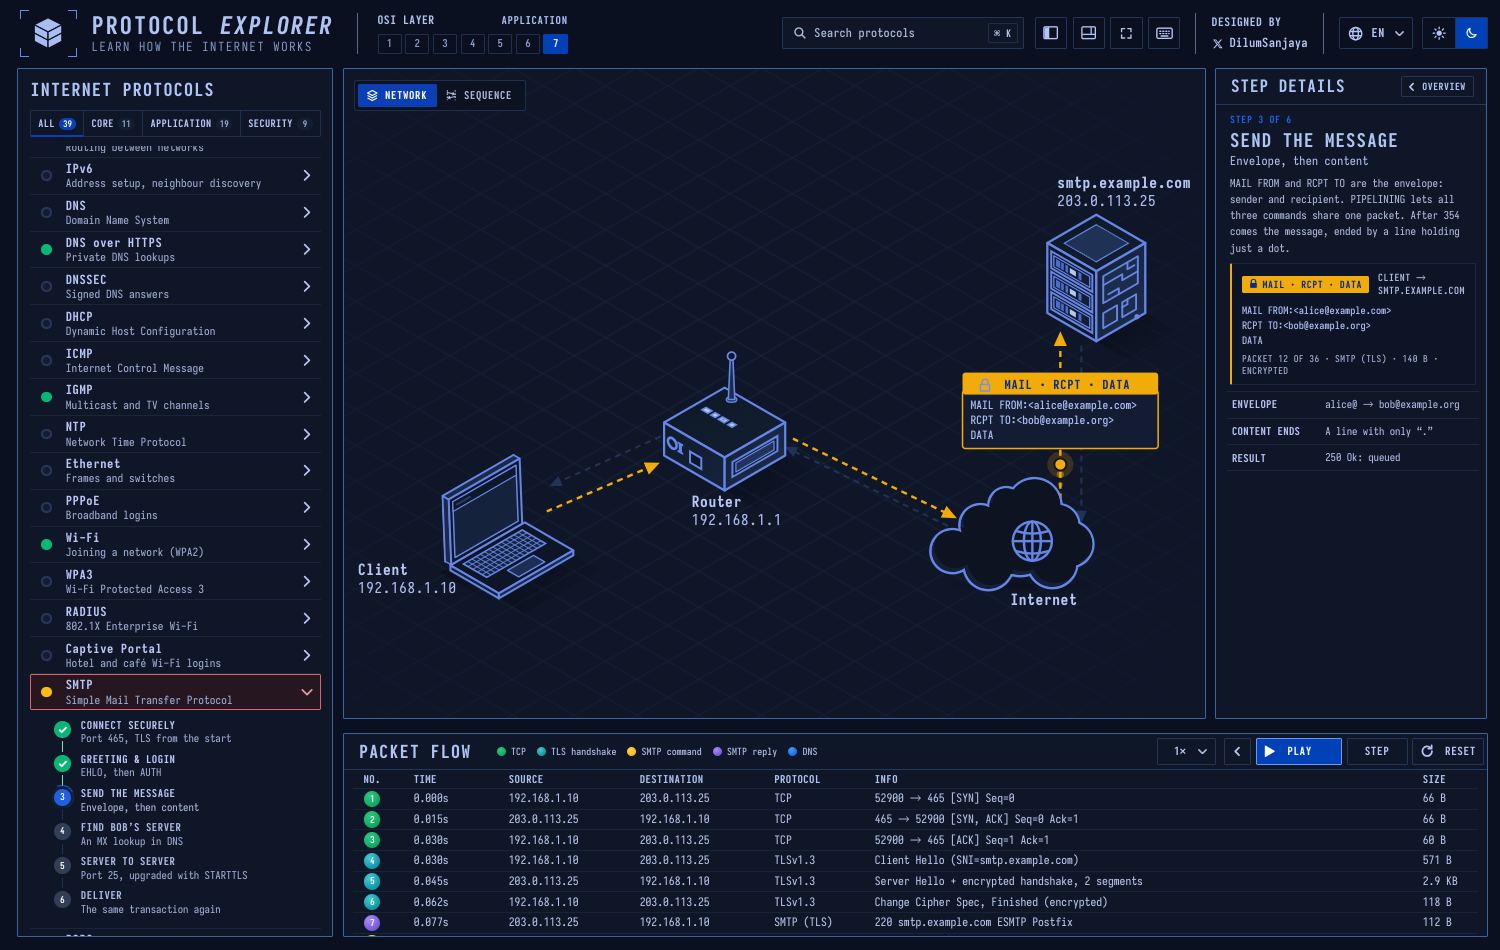 PROTOCOL EXPLORER
LEARN HOW THE INTERNET WORKS
OSI LAYER APPLICATION
1 2 3 4 5 6 7
Search protocols ⌘ K
DESIGNED BY
DilumSanjaya
EN
INTERNET PROTOCOLS
ALL 39 CORE 11 APPLICATION 19 SECURITY 9
Routing between networks
IPv6
Address setup, neighbour discovery
DNS
Domain Name System
DNS over HTTPS
Private DNS lookups
DNSSEC
Signed DNS answers
DHCP
Dynamic Host Configuration
ICMP
Internet Control Message
IGMP
Multicast and TV channels
NTP
Network Time Protocol
Ethernet
Frames and switches
PPPoE
Broadband logins
Wi-Fi
Joining a network (WPA2)
WPA3
Wi-Fi Protected Access 3
RADIUS
802.1X Enterprise Wi-Fi
Captive Portal
Hotel and café Wi-Fi logins
SMTP
Simple Mail Transfer Protocol
CONNECT SECURELY
Port 465, TLS from the start
GREETING & LOGIN
EHLO, then AUTH
3 SEND THE MESSAGE
Envelope, then content
4 FIND BOB'S SERVER
An MX lookup in DNS
5 SERVER TO SERVER
Port 25, upgraded with STARTTLS
6 DELIVER
The same transaction again
NETWORK SEQUENCE
smtp.example.com
203.0.113.25
MAIL · RCPT · DATA
MAIL FROM:<alice@example.com>
RCPT TO:<bob@example.org>
DATA
Router
192.168.1.1
Client
192.168.1.10
Internet
STEP DETAILS
OVERVIEW
STEP 3 OF 6
SEND THE MESSAGE
Envelope, then content
MAIL FROM and RCPT TO are the envelope:
sender and recipient. PIPELINING lets all
three commands share one packet. After 354
comes the message, ended by a line holding
just a dot.
MAIL · RCPT · DATA CLIENT →
SMTP.EXAMPLE.COM
MAIL FROM:<alice@example.com>
RCPT TO:<bob@example.org>
DATA
PACKET 12 OF 36 · SMTP (TLS) · 140 B ·
ENCRYPTED
ENVELOPE alice@ → bob@example.org
CONTENT ENDS A line with only “.”
RESULT 250 Ok: queued
PACKET FLOW TCP TLS handshake SMTP command SMTP reply DNS 1× PLAY STEP RESET
NO. TIME SOURCE DESTINATION PROTOCOL INFO SIZE
1 0.000s 192.168.1.10 203.0.113.25 TCP 52900 → 465 [SYN] Seq=0 66 B
2 0.015s 203.0.113.25 192.168.1.10 TCP 465 → 52900 [SYN, ACK] Seq=0 Ack=1 66 B
3 0.030s 192.168.1.10 203.0.113.25 TCP 52900 → 465 [ACK] Seq=1 Ack=1 60 B
4 0.030s 192.168.1.10 203.0.113.25 TLSv1.3 Client Hello (SNI=smtp.example.com) 571 B
5 0.045s 203.0.113.25 192.168.1.10 TLSv1.3 Server Hello + encrypted handshake, 2 segments 2.9 KB
6 0.062s 192.168.1.10 203.0.113.25 TLSv1.3 Change Cipher Spec, Finished (encrypted) 118 B
7 0.077s 203.0.113.25 192.168.1.10 SMTP (TLS) 220 smtp.example.com ESMTP Postfix 112 B